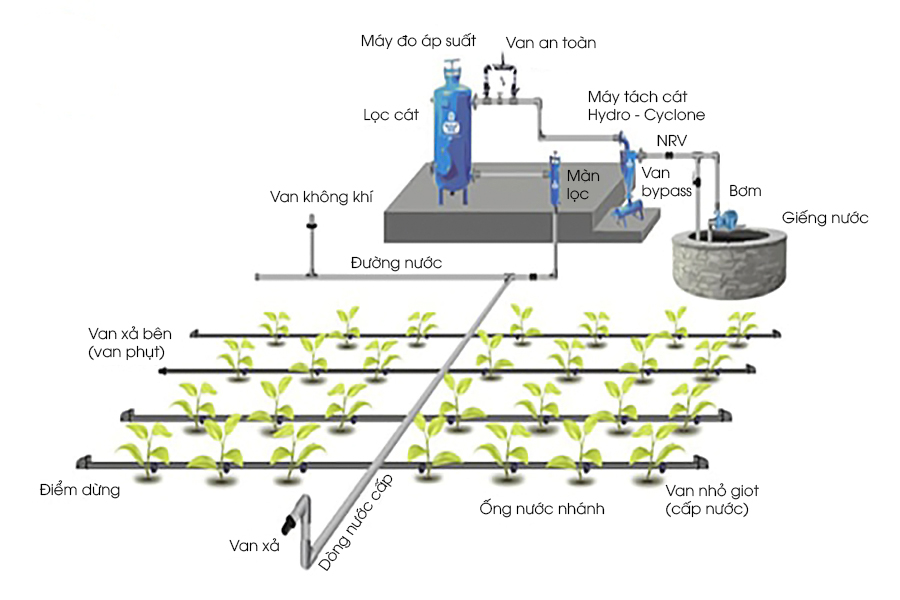 Máy đo áp suất
Van an toàn
Lọc cát
Máy tách cát
Hydro - Cyclone
NRV
Màn
lọc
Van
bypass
Bơm
Giếng nước
Van không khí
Đường nước
Van xả bên
(van phụt)
Điểm dừng
Van xả
Dòng nước cấp
Ống nước nhánh
Van nhỏ giot
(cấp nước)